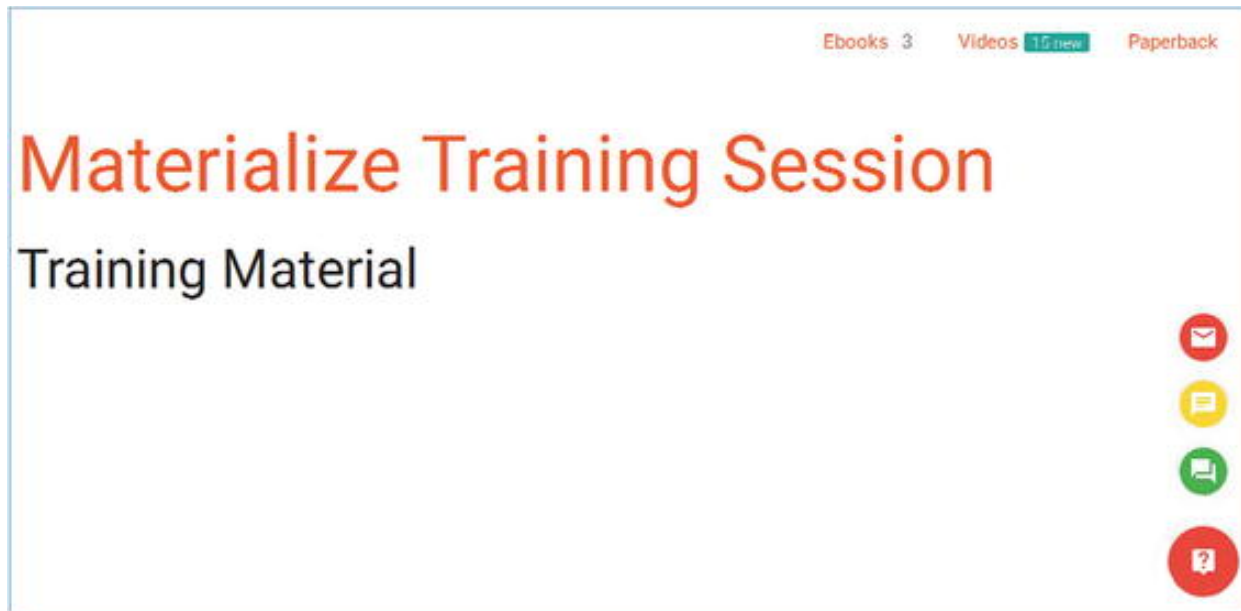 Ebooks 3 Videos 15 new Paperback
Materialize Training Session
Training Material
?